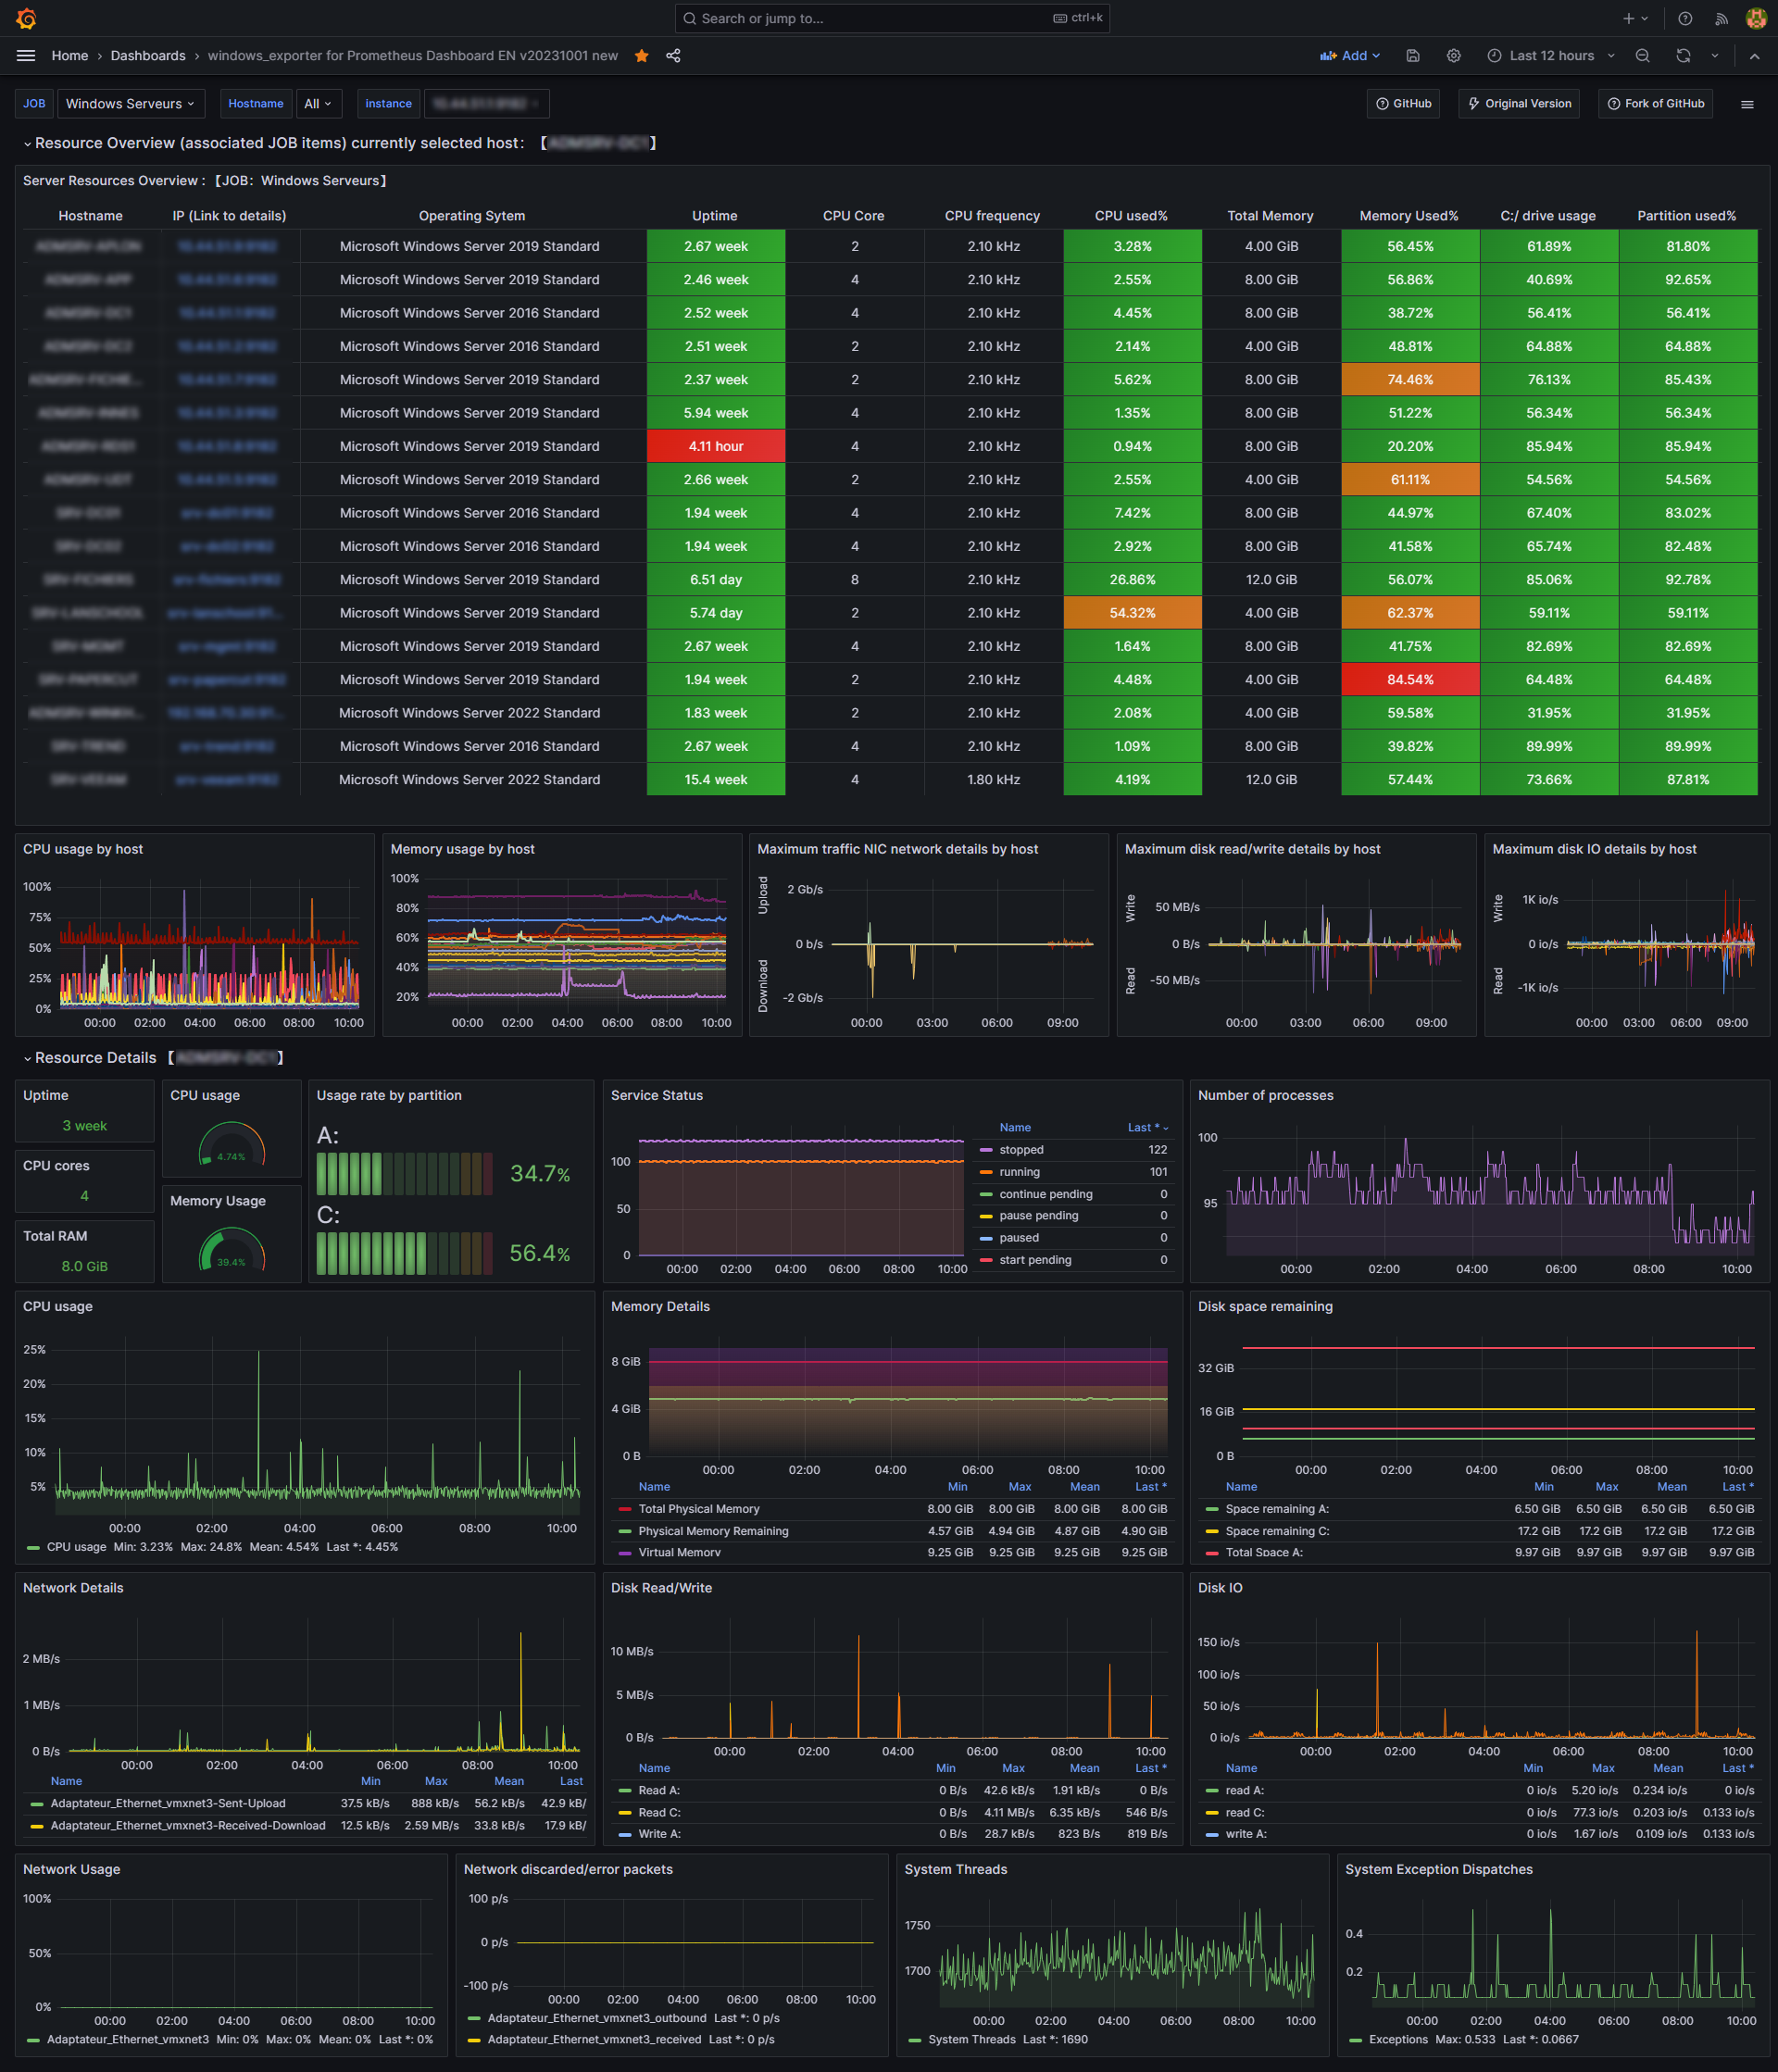 Search or jump to...
ctrl+k
Home › Dashboards › windows_exporter for Prometheus Dashboard EN v20231001 new
Add
Last 12 hours
JOB Windows Serveurs Hostname All instance
GitHub Original Version Fork of GitHub
Resource Overview (associated JOB items) currently selected host:
Server Resources Overview : 【JOB: Windows Serveurs】
Hostname IP (Link to details) Operating Sytem Uptime CPU Core CPU frequency CPU used% Total Memory Memory Used% C:/ drive usage Partition used%
Microsoft Windows Server 2019 Standard 2.67 week 2 2.10 kHz 3.28% 4.00 GiB 56.45% 61.89% 81.80%
Microsoft Windows Server 2019 Standard 2.46 week 4 2.10 kHz 2.55% 8.00 GiB 56.86% 40.69% 92.65%
Microsoft Windows Server 2016 Standard 2.52 week 4 2.10 kHz 4.45% 8.00 GiB 38.72% 56.41% 56.41%
Microsoft Windows Server 2016 Standard 2.51 week 2 2.10 kHz 2.14% 4.00 GiB 48.81% 64.88% 64.88%
Microsoft Windows Server 2019 Standard 2.37 week 2 2.10 kHz 5.62% 8.00 GiB 74.46% 76.13% 85.43%
Microsoft Windows Server 2019 Standard 5.94 week 4 2.10 kHz 1.35% 8.00 GiB 51.22% 56.34% 56.34%
Microsoft Windows Server 2019 Standard 4.11 hour 4 2.10 kHz 0.94% 8.00 GiB 20.20% 85.94% 85.94%
Microsoft Windows Server 2019 Standard 2.66 week 2 2.10 kHz 2.55% 4.00 GiB 61.11% 54.56% 54.56%
Microsoft Windows Server 2016 Standard 1.94 week 4 2.10 kHz 7.42% 8.00 GiB 44.97% 67.40% 83.02%
Microsoft Windows Server 2016 Standard 1.94 week 4 2.10 kHz 2.92% 8.00 GiB 41.58% 65.74% 82.48%
Microsoft Windows Server 2019 Standard 6.51 day 8 2.10 kHz 26.86% 12.0 GiB 56.07% 85.06% 92.78%
Microsoft Windows Server 2019 Standard 5.74 day 2 2.10 kHz 54.32% 4.00 GiB 62.37% 59.11% 59.11%
Microsoft Windows Server 2019 Standard 2.67 week 4 2.10 kHz 1.64% 8.00 GiB 41.75% 82.69% 82.69%
Microsoft Windows Server 2019 Standard 1.94 week 2 2.10 kHz 4.48% 4.00 GiB 84.54% 64.48% 64.48%
Microsoft Windows Server 2022 Standard 1.83 week 2 2.10 kHz 2.08% 4.00 GiB 59.58% 31.95% 31.95%
Microsoft Windows Server 2016 Standard 2.67 week 4 2.10 kHz 1.09% 8.00 GiB 39.82% 89.99% 89.99%
Microsoft Windows Server 2022 Standard 15.4 week 4 1.80 kHz 4.19% 12.0 GiB 57.44% 73.66% 87.81%
CPU usage by host
100%
75%
50%
25%
0%
00:00 02:00 04:00 06:00 08:00 10:00
Memory usage by host
100%
80%
60%
40%
20%
00:00 02:00 04:00 06:00 08:00 10:00
Maximum traffic NIC network details by host
Upload
Download
2 Gb/s
0 b/s
-2 Gb/s
00:00 03:00 06:00 09:00
Maximum disk read/write details by host
Write
Read
50 MB/s
0 B/s
-50 MB/s
00:00 03:00 06:00 09:00
Maximum disk IO details by host
Write
Read
1K io/s
0 io/s
-1K io/s
00:00 03:00 06:00 09:00
Resource Details
Uptime
3 week
CPU cores
4
Total RAM
8.0 GiB
CPU usage
4.74%
Memory Usage
39.4%
Usage rate by partition
A:
34.7%
C:
56.4%
Service Status
100
50
0
00:00 02:00 04:00 06:00 08:00 10:00
Name Last *
stopped 122
running 101
continue pending 0
pause pending 0
paused 0
start pending 0
Number of processes
100
95
00:00 02:00 04:00 06:00 08:00 10:00
CPU usage
25%
20%
15%
10%
5%
00:00 02:00 04:00 06:00 08:00 10:00
CPU usage Min: 3.23% Max: 24.8% Mean: 4.54% Last *: 4.45%
Memory Details
8 GiB
4 GiB
0 B
00:00 02:00 04:00 06:00 08:00 10:00
Name Min Max Mean Last *
Total Physical Memory 8.00 GiB 8.00 GiB 8.00 GiB 8.00 GiB
Physical Memory Remaining 4.57 GiB 4.94 GiB 4.87 GiB 4.90 GiB
Virtual Memory 9.25 GiB 9.25 GiB 9.25 GiB 9.25 GiB
Disk space remaining
32 GiB
16 GiB
0 B
00:00 02:00 04:00 06:00 08:00 10:00
Name Min Max Mean Last *
Space remaining A: 6.50 GiB 6.50 GiB 6.50 GiB 6.50 GiB
Space remaining C: 17.2 GiB 17.2 GiB 17.2 GiB 17.2 GiB
Total Space A: 9.97 GiB 9.97 GiB 9.97 GiB 9.97 GiB
Network Details
2 MB/s
1 MB/s
0 B/s
00:00 02:00 04:00 06:00 08:00 10:00
Name Min Max Mean Last
Adaptateur_Ethernet_vmxnet3-Sent-Upload 37.5 kB/s 888 kB/s 56.2 kB/s 42.9 kB/
Adaptateur_Ethernet_vmxnet3-Received-Download 12.5 kB/s 2.59 MB/s 33.8 kB/s 17.9 kB/
Disk Read/Write
10 MB/s
5 MB/s
0 B/s
00:00 02:00 04:00 06:00 08:00 10:00
Name Min Max Mean Last *
Read A: 0 B/s 42.6 kB/s 1.91 kB/s 0 B/s
Read C: 0 B/s 4.11 MB/s 6.35 kB/s 546 B/s
Write A: 0 B/s 28.7 kB/s 823 B/s 819 B/s
Disk IO
150 io/s
100 io/s
50 io/s
0 io/s
00:00 02:00 04:00 06:00 08:00 10:00
Name Min Max Mean Last *
read A: 0 io/s 5.20 io/s 0.234 io/s 0 io/s
read C: 0 io/s 77.3 io/s 0.203 io/s 0.133 io/s
write A: 0 io/s 1.67 io/s 0.109 io/s 0.133 io/s
Network Usage
100%
50%
0%
00:00 02:00 04:00 06:00 08:00 10:00
Adaptateur_Ethernet_vmxnet3 Min: 0% Max: 0% Mean: 0% Last *: 0%
Network discarded/error packets
100 p/s
0 p/s
-100 p/s
00:00 02:00 04:00 06:00 08:00 10:00
Adaptateur_Ethernet_vmxnet3_outbound Last *: 0 p/s
Adaptateur_Ethernet_vmxnet3_received Last *: 0 p/s
System Threads
1750
1700
00:00 02:00 04:00 06:00 08:00 10:00
System Threads Last *: 1690
System Exception Dispatches
0.4
0.2
00:00 02:00 04:00 06:00 08:00 10:00
Exceptions Max: 0.533 Last *: 0.0667